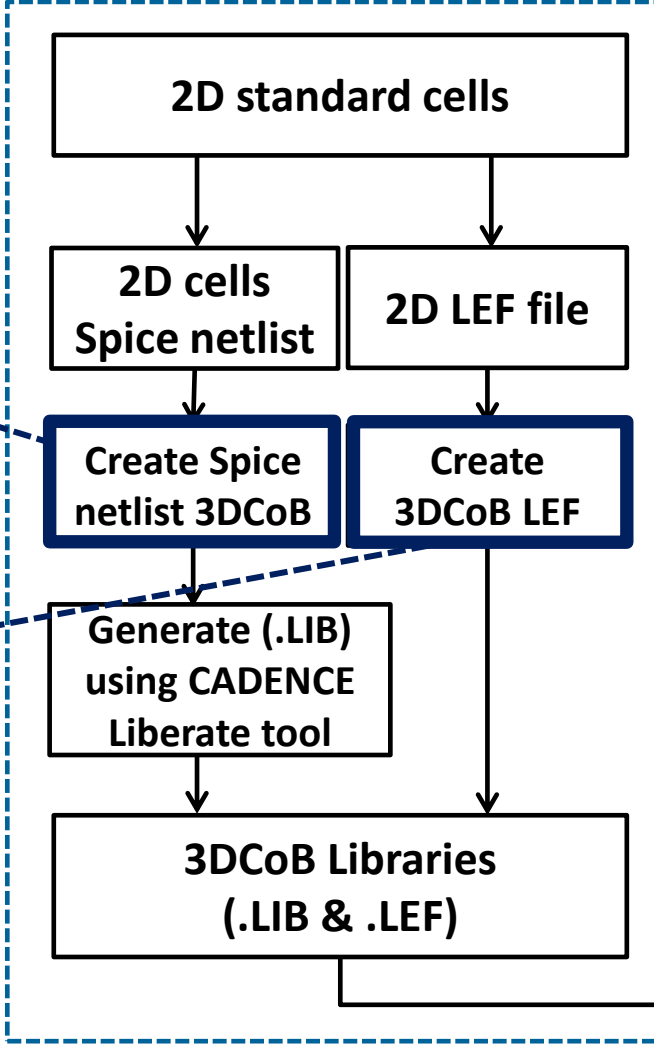 2D standard cells
2D cells
Spice netlist
2D LEF file
Create Spice
netlist 3DCoB
Create
3DCoB LEF
Generate (.LIB)
using CADENCE
Liberate tool
3DCoB Libraries
(.LIB & .LEF)